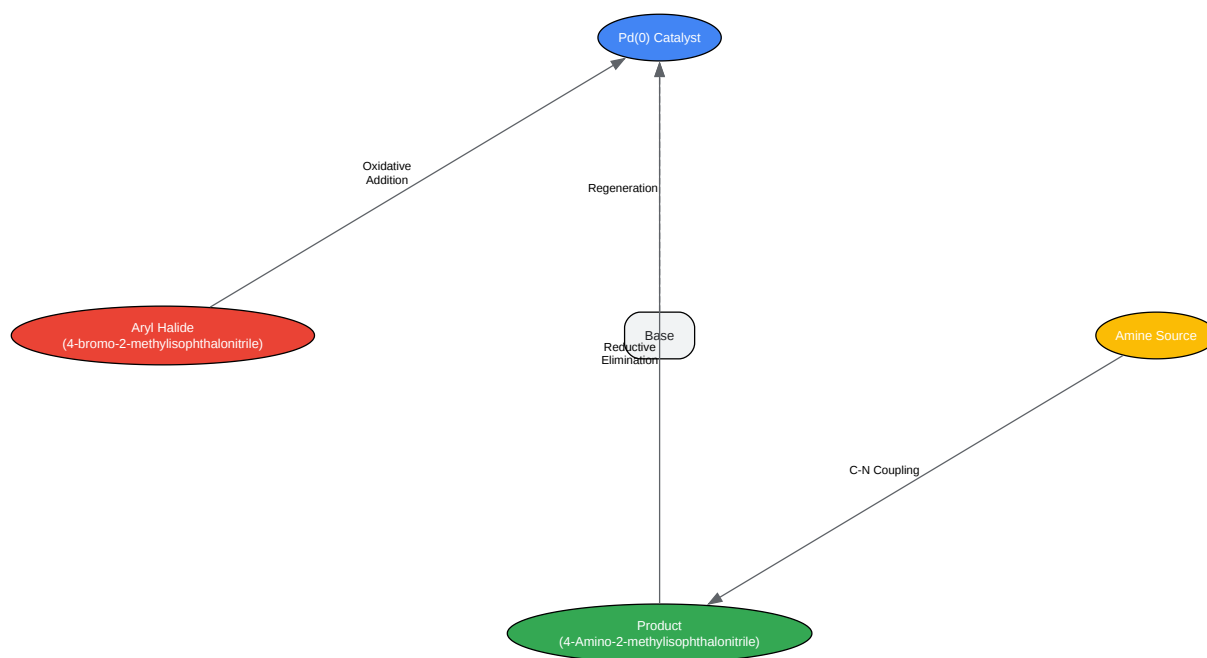 Pd(0) Catalyst
Oxidative
Addition
Regeneration
Aryl Halide
(4-bromo-2-methylisophthalonitrile)
Base
Reductive
Elimination
Amine Source
C-N Coupling
Product
(4-Amino-2-methylisophthalonitrile)